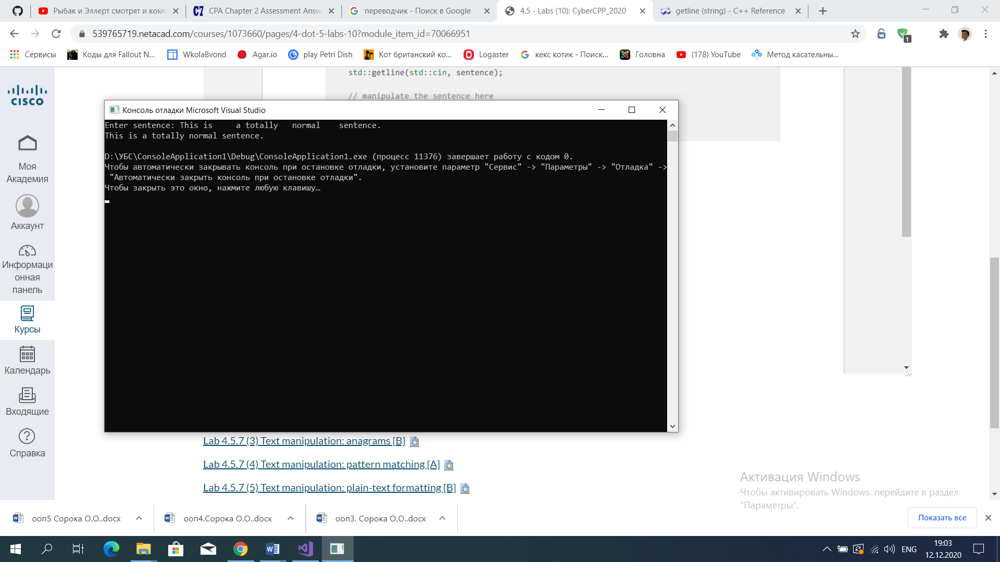 Рыбак и Эллерт смотрят и комм
CPA Chapter 2 Assessment Answ
переводчик - Поиск в Google
4.5 - Labs (10): CyberCPP_2020
getline (string) - C++ Reference
539765719.netacad.com/courses/1073660/pages/4-dot-5-labs-10?module_item_id=70066951
1
Сервисы
Коды для Fallout N...
WkolaBvond
Agar.io
play Petri Dish
Кот британский ко...
Logaster
кекс котик - Поиск...
Головна
(178) YouTube
Метод касательны...
std::getline(std::cin, sentence);
// manipulate the sentence here
CISCO
Моя
Академия
Аккаунт
Информаци
онная
панель
Курсы
Календарь
Входящие
Справка
Консоль отладки Microsoft Visual Studio
Enter sentence: This is     a totally   normal    sentence.
This is a totally normal sentence.
D:\УБС\ConsoleApplication1\Debug\ConsoleApplication1.exe (процесс 11376) завершает работу с кодом 0.
Чтобы автоматически закрывать консоль при остановке отладки, установите параметр "Сервис" -> "Параметры" -> "Отладка" ->
"Автоматически закрыть консоль при остановке отладки".
Чтобы закрыть это окно, нажмите любую клавишу…
Lab 4.5.7 (3) Text manipulation: anagrams [B]
Lab 4.5.7 (4) Text manipulation: pattern matching [A]
Lab 4.5.7 (5) Text manipulation: plain-text formatting [B]
Активация Windows
Чтобы активировать Windows, перейдите в раздел
"Параметры".
ооп5 Сорока О.О..docx
ооп4.Сорока О.О..docx
ооп3. Сорока О.О..docx
Показать все
ENG
19:03
12.12.2020